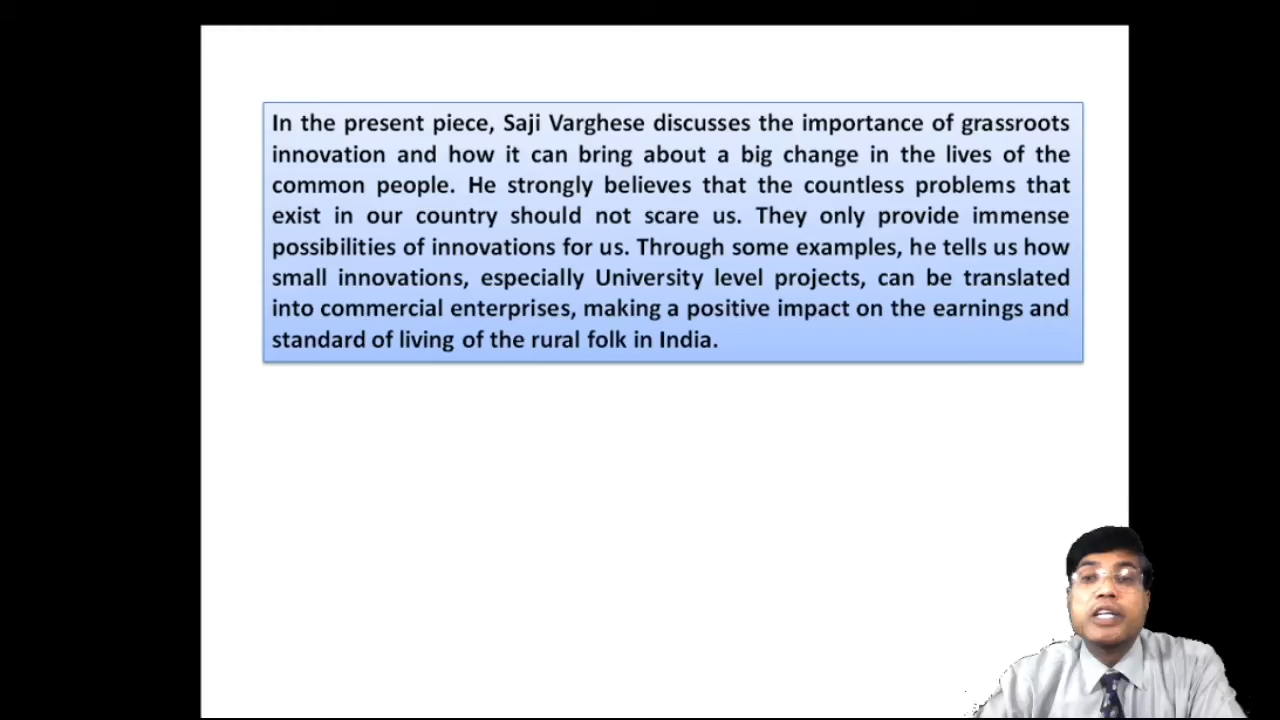 In the present piece, Saji Varghese discusses the importance of grassroots
innovation and how it can bring about a big change in the lives of the
common people. He strongly believes that the countless problems that
exist in our country should not scare us. They only provide immense
possibilities of innovations for us. Through some examples, he tells us how
small innovations, especially University level projects, can be translated
into commercial enterprises, making a positive impact on the earnings and
standard of living of the rural folk in India.